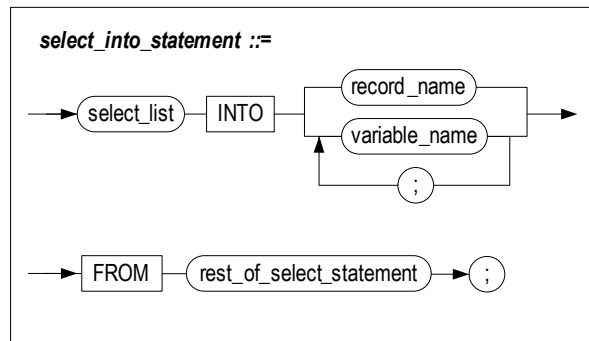 select_into_statement ::=
record_name
select_list INTO
variable_name
;
FROM rest_of_select_statement ;